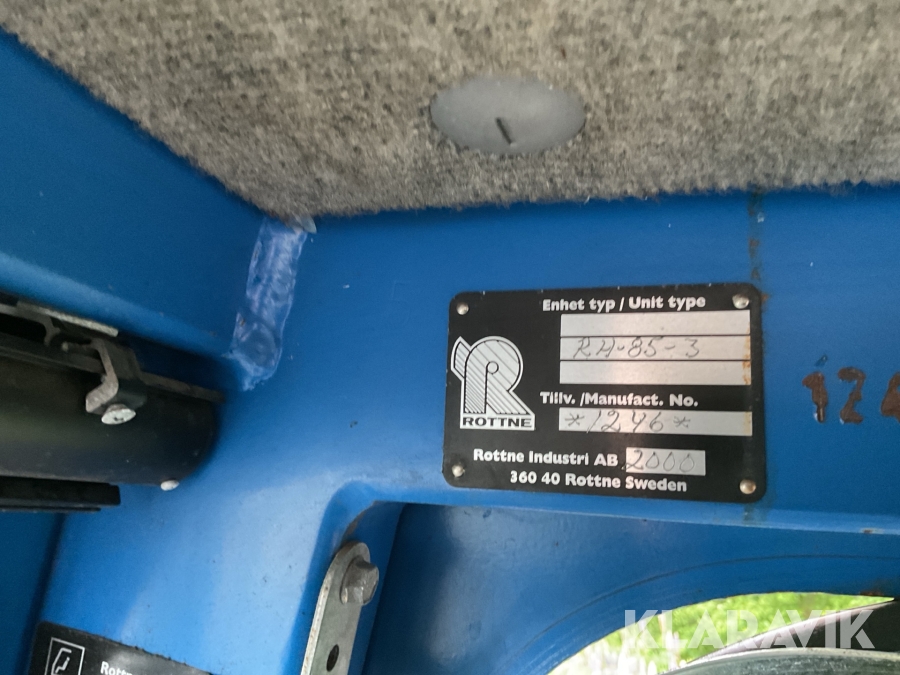 Enhet typ / Unit type
RH-85-3
Tillv. /Manufact. No.
*1246*
ROTTNE
Rottne Industri AB 2000
360 40 Rottne Sweden
124
KLARAVIK